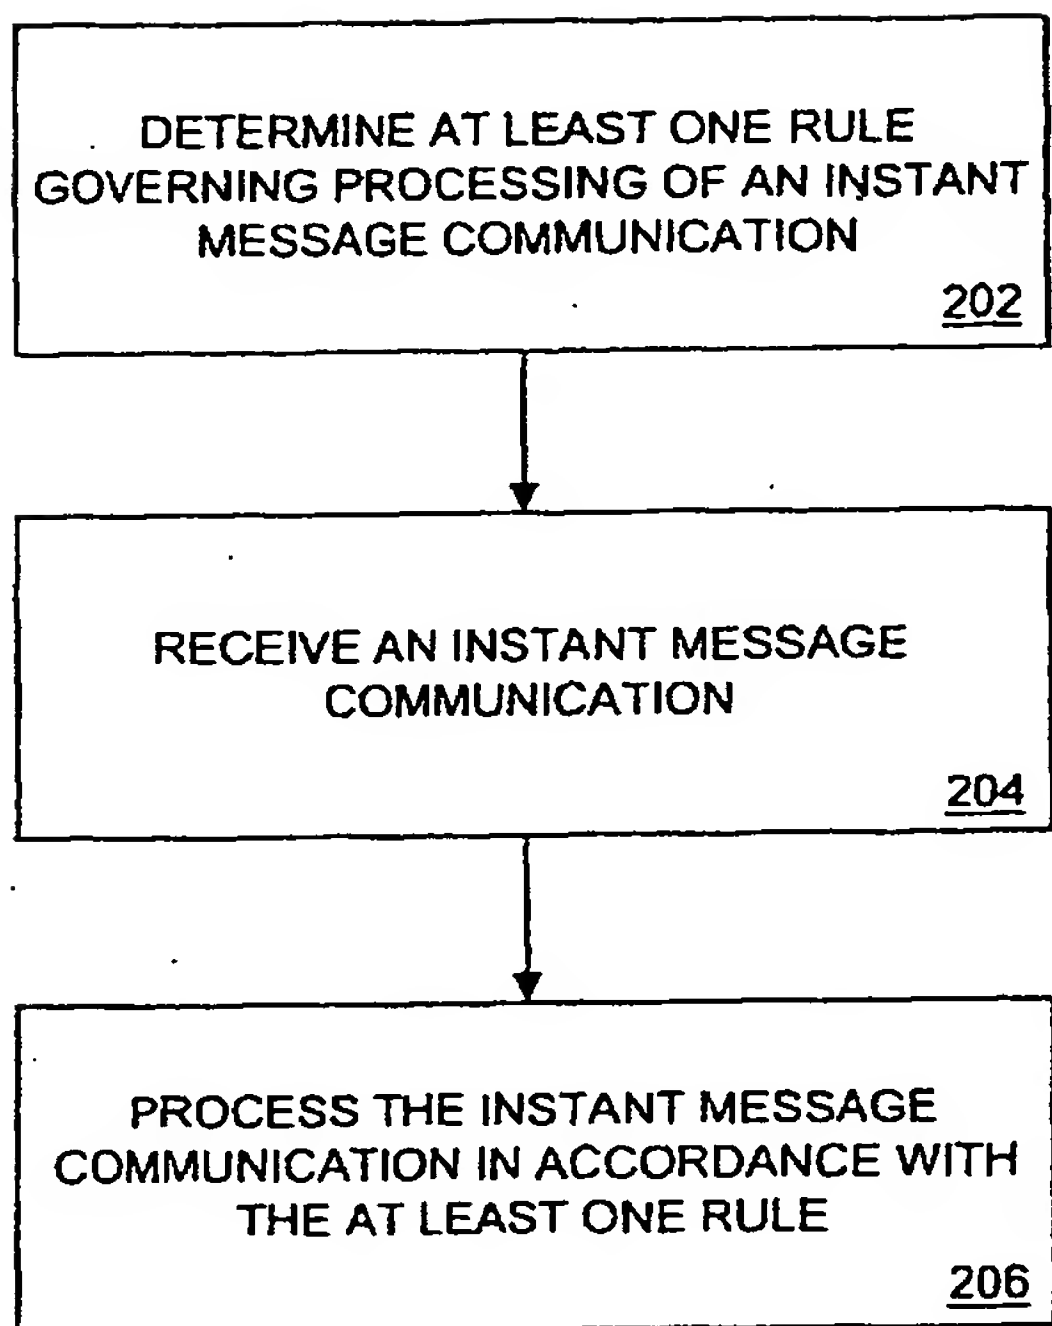 DETERMINE AT LEAST ONE RULE
GOVERNING PROCESSING OF AN INSTANT
MESSAGE COMMUNICATION
202
RECEIVE AN INSTANT MESSAGE
COMMUNICATION
204
PROCESS THE INSTANT MESSAGE
COMMUNICATION IN ACCORDANCE WITH
THE AT LEAST ONE RULE
206